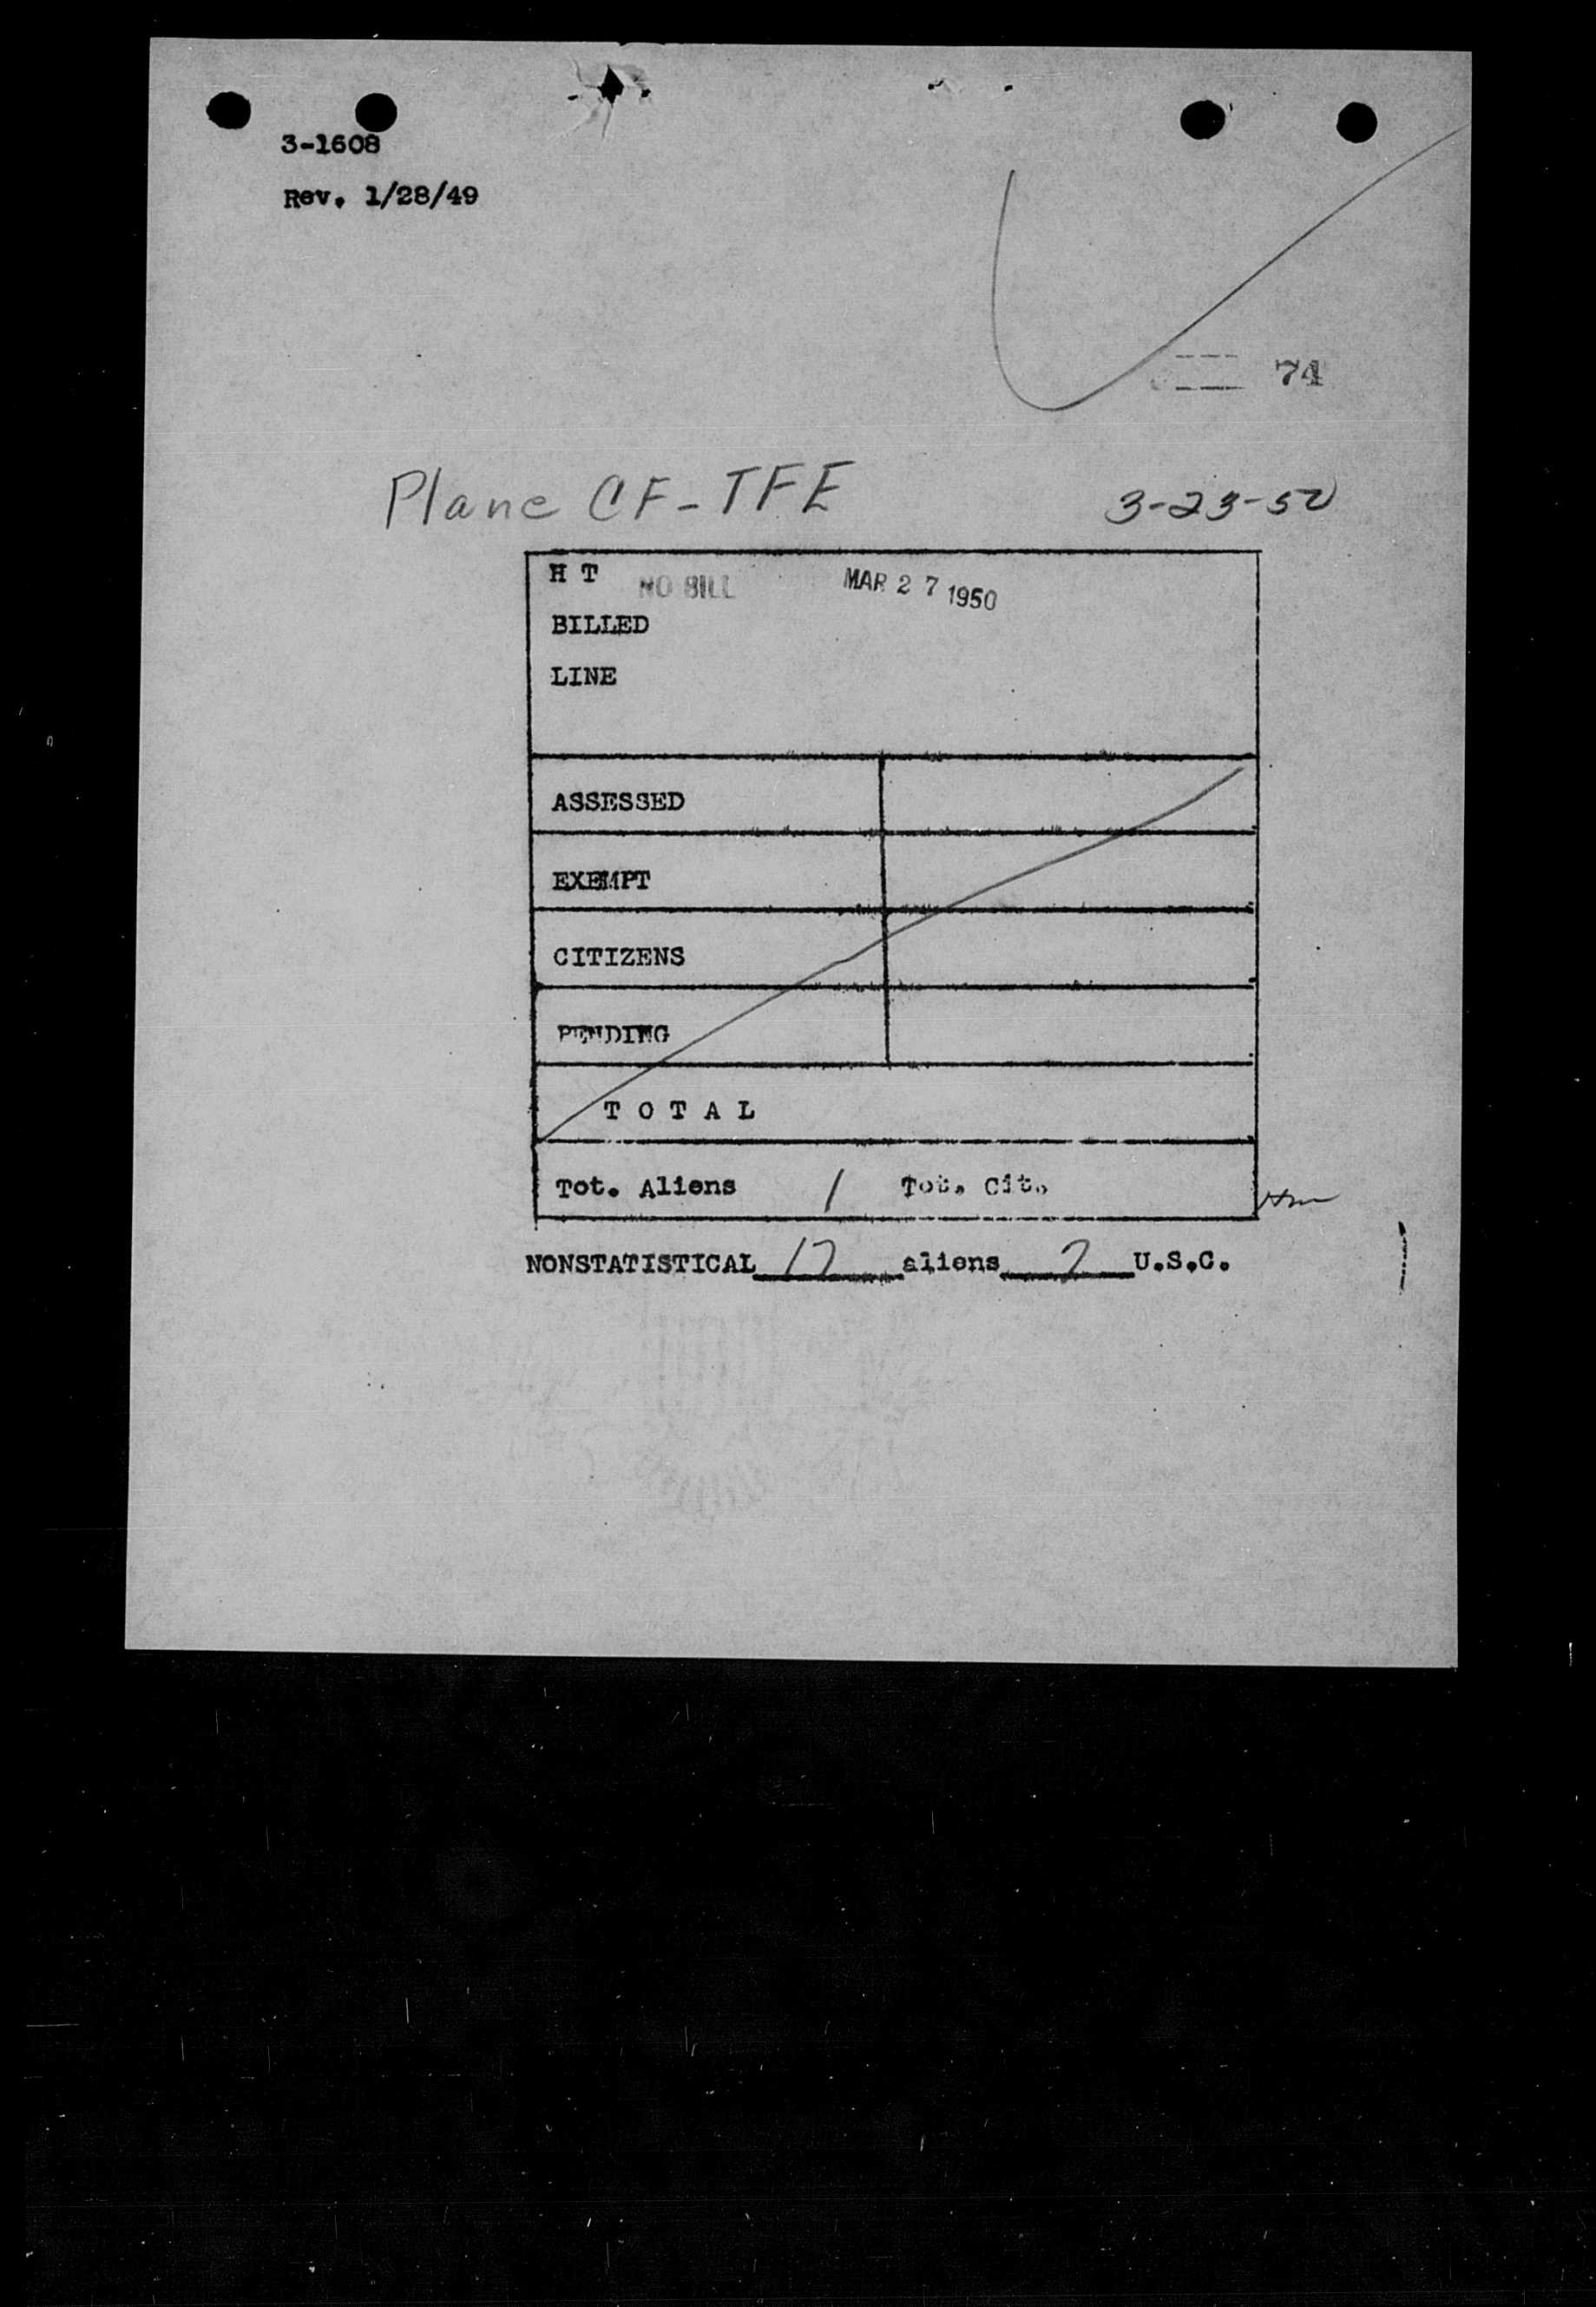 3-1608
Rev. 1/28/49
74
Plane CF-TFE 3-23-50
H T NO BILL MAR 27 1950
BILLED
LINE
ASSESSED
EXEMPT
CITIZENS
PENDING
T O T A L
Tot. Aliens 1 Tot. Cit.
NONSTATISTICAL 17 aliens 7 U.S.C.